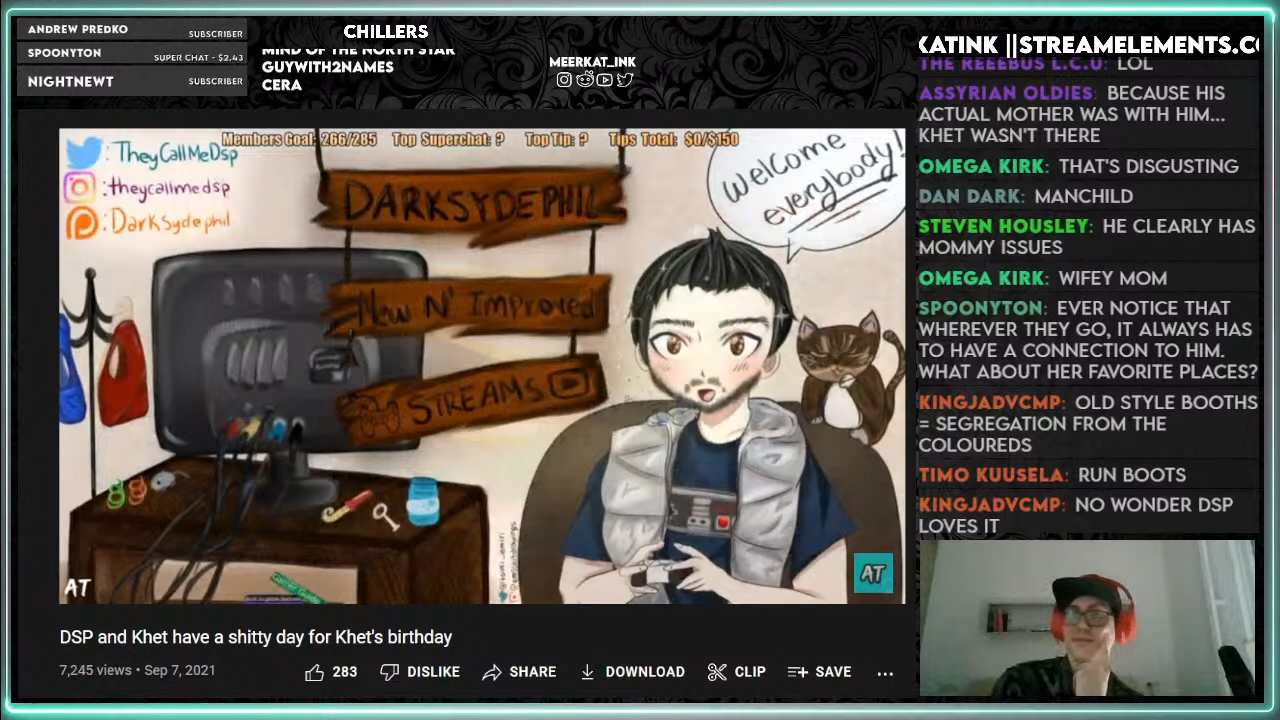 ANDREW PREDKO SUBSCRIBER
SPOONYTON SUPER CHAT - $2.43
NIGHTNEWT SUBSCRIBER
CHILLERS
MIND OF THE NORTH STAR
GUYWITH2NAMES
CERA
MEERKAT_INK
KATINK ||STREAMELEMENTS.C
THE REEEBUS L.C.U: LOL
ASSYRIAN OLDIES: BECAUSE HIS
ACTUAL MOTHER WAS WITH HIM...
KHET WASN'T THERE
OMEGA KIRK: THAT'S DISGUSTING
DAN DARK: MANCHILD
STEVEN HOUSLEY: HE CLEARLY HAS
MOMMY ISSUES
OMEGA KIRK: WIFEY MOM
SPOONYTON: EVER NOTICE THAT
WHEREVER THEY GO, IT ALWAYS HAS
TO HAVE A CONNECTION TO HIM.
WHAT ABOUT HER FAVORITE PLACES?
KINGJADVCMP: OLD STYLE BOOTHS
= SEGREGATION FROM THE
COLOUREDS
TIMO KUUSELA: RUN BOOTS
KINGJADVCMP: NO WONDER DSP
LOVES IT
Members Goal: 266/285 Top Superchat: ? Top Tip: ? Tips Total: $0/$150
: TheyCallMeDsp
: theycallmedsp
: Darksydephil
DARKSYDEPHIL
New N' Improved
STREAMS
Welcome
everybody!
Gamer Guide
AT
AT
DSP and Khet have a shitty day for Khet's birthday
7,245 views • Sep 7, 2021
283 DISLIKE SHARE DOWNLOAD CLIP SAVE ...